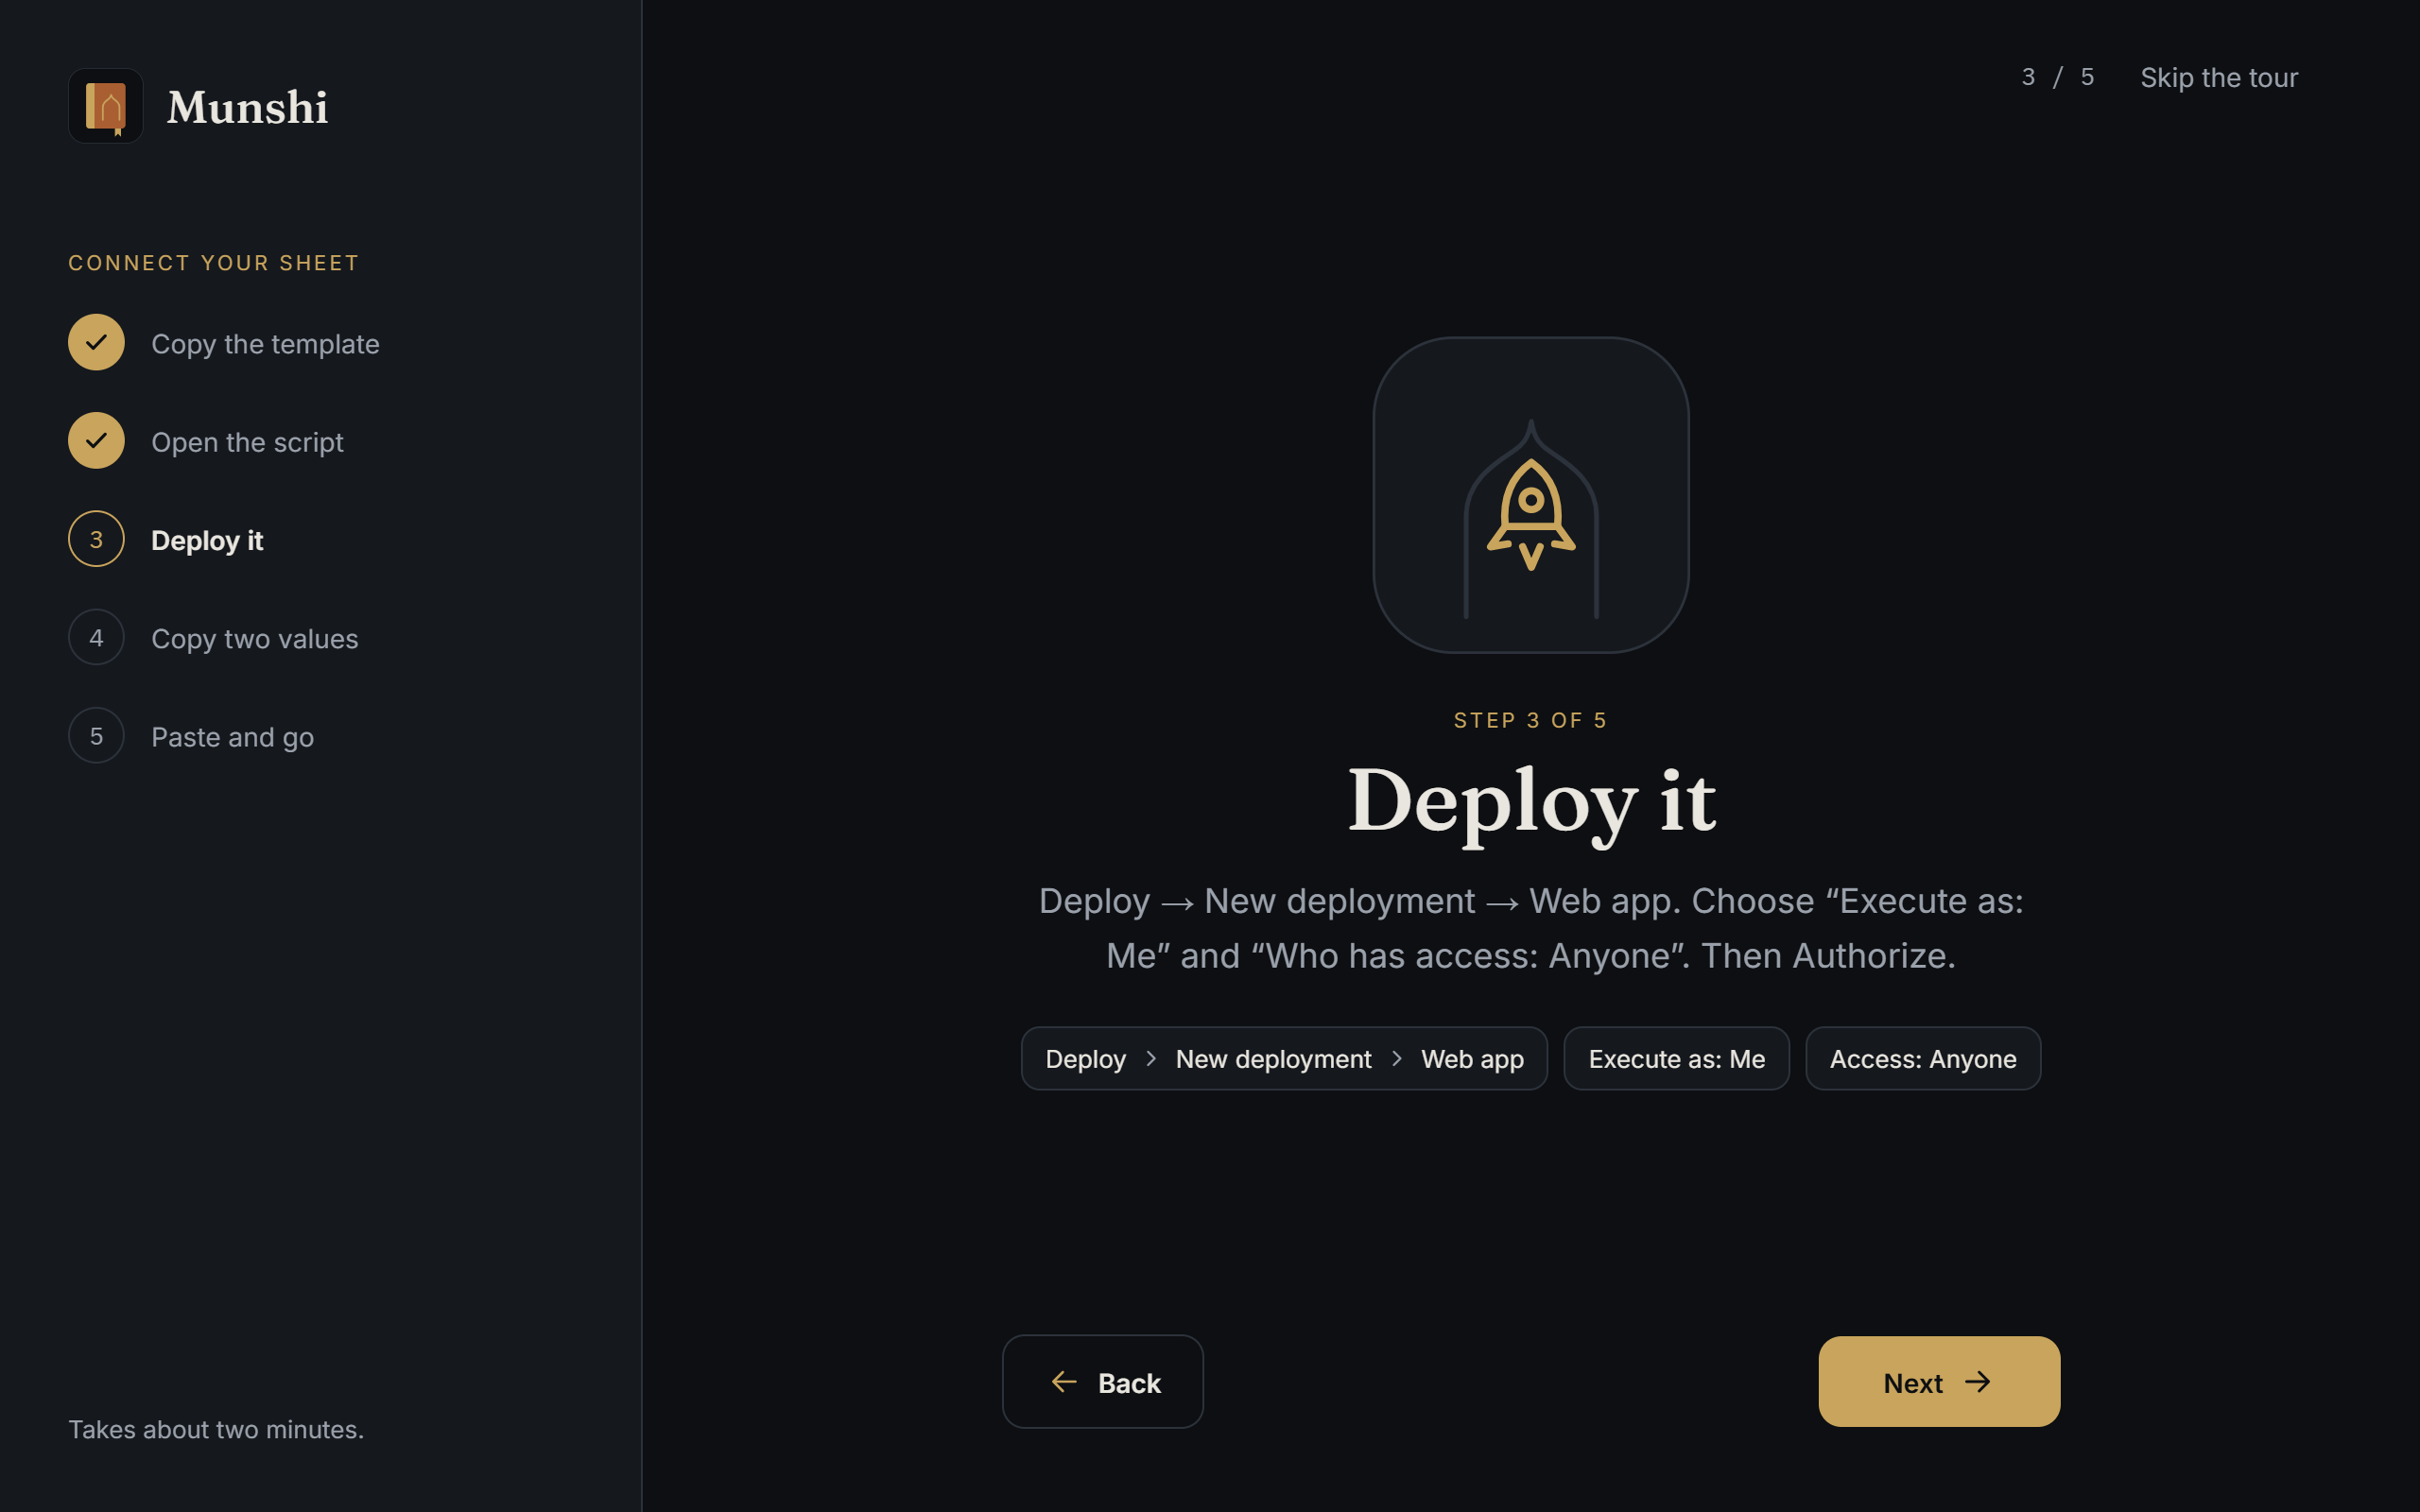 Munshi
CONNECT YOUR SHEET
Copy the template
Open the script
3 Deploy it
4 Copy two values
5 Paste and go
Takes about two minutes.
3 / 5 Skip the tour
STEP 3 OF 5
Deploy it
Deploy → New deployment → Web app. Choose “Execute as:
Me” and “Who has access: Anyone”. Then Authorize.
Deploy > New deployment > Web app Execute as: Me Access: Anyone
← Back Next →